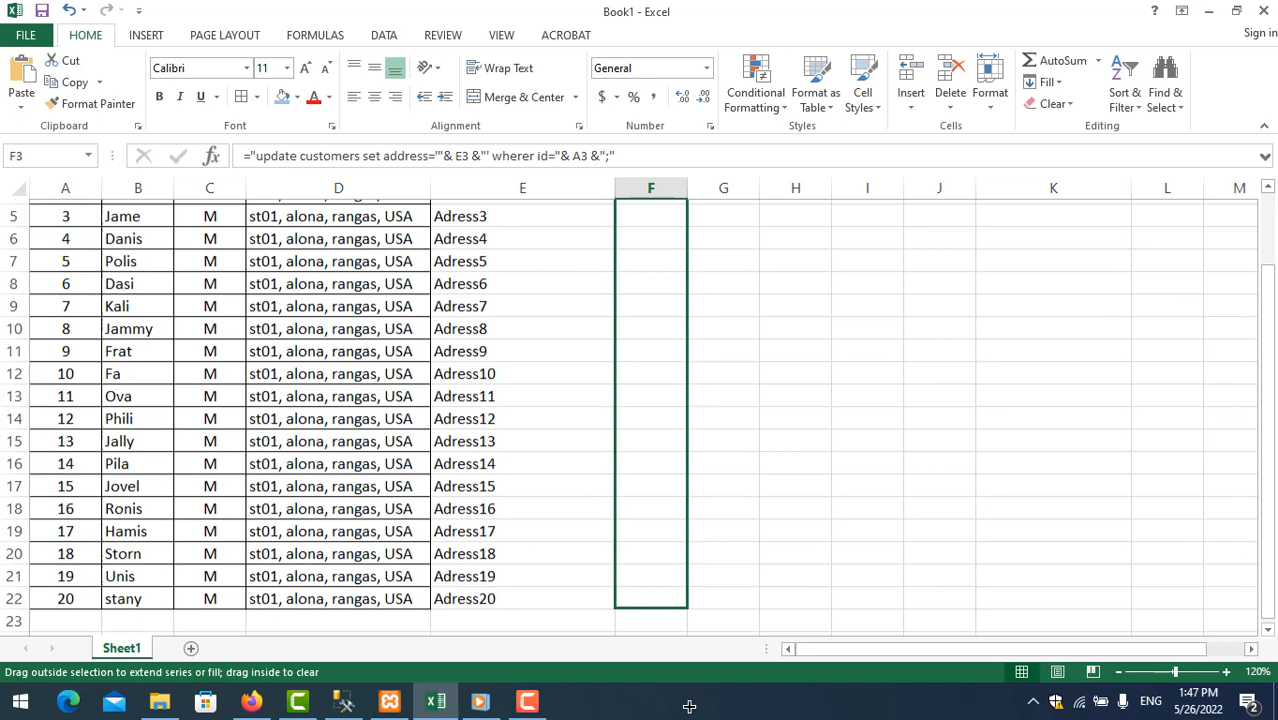 Book1 - Excel
?
Sign in
FILE HOME INSERT PAGE LAYOUT FORMULAS DATA REVIEW VIEW ACROBAT
Paste
Cut
Copy
Format Painter
Clipboard
Calibri 11
B I U
Font
Wrap Text
Merge & Center
Alignment
General
$ % ,
Number
Conditional Formatting
Format as Table
Cell Styles
Styles
Insert Delete Format
Cells
AutoSum
Fill
Clear
Sort & Filter
Find & Select
Editing
F3 fx ="update customers set address='"& E3 &"' wherer id="& A3 &";"
A B C D E F G H I J K L M
5 3 Jame M st01, alona, rangas, USA Adress3
6 4 Danis M st01, alona, rangas, USA Adress4
7 5 Polis M st01, alona, rangas, USA Adress5
8 6 Dasi M st01, alona, rangas, USA Adress6
9 7 Kali M st01, alona, rangas, USA Adress7
10 8 Jammy M st01, alona, rangas, USA Adress8
11 9 Frat M st01, alona, rangas, USA Adress9
12 10 Fa M st01, alona, rangas, USA Adress10
13 11 Ova M st01, alona, rangas, USA Adress11
14 12 Phili M st01, alona, rangas, USA Adress12
15 13 Jally M st01, alona, rangas, USA Adress13
16 14 Pila M st01, alona, rangas, USA Adress14
17 15 Jovel M st01, alona, rangas, USA Adress15
18 16 Ronis M st01, alona, rangas, USA Adress16
19 17 Hamis M st01, alona, rangas, USA Adress17
20 18 Storn M st01, alona, rangas, USA Adress18
21 19 Unis M st01, alona, rangas, USA Adress19
22 20 stany M st01, alona, rangas, USA Adress20
23
Sheet1
Drag outside selection to extend series or fill; drag inside to clear
120%
ENG
1:47 PM
5/26/2022
2